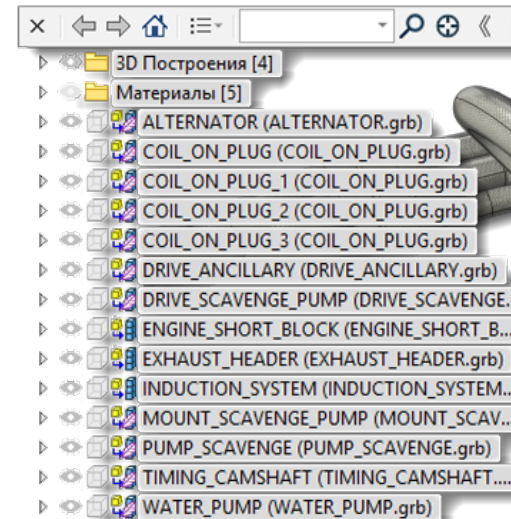 3D Построения [4]
Материалы [5]
ALTERNATOR (ALTERNATOR.grb)
COIL_ON_PLUG (COIL_ON_PLUG.grb)
COIL_ON_PLUG_1 (COIL_ON_PLUG.grb)
COIL_ON_PLUG_2 (COIL_ON_PLUG.grb)
COIL_ON_PLUG_3 (COIL_ON_PLUG.grb)
DRIVE_ANCILLARY (DRIVE_ANCILLARY.grb)
DRIVE_SCAVENGE_PUMP (DRIVE_SCAVENGE.
ENGINE_SHORT_BLOCK (ENGINE_SHORT_B...
EXHAUST_HEADER (EXHAUST_HEADER.grb)
INDUCTION_SYSTEM (INDUCTION_SYSTEM...
MOUNT_SCAVENGE_PUMP (MOUNT_SCAV...
PUMP_SCAVENGE (PUMP_SCAVENGE.grb)
TIMING_CAMSHAFT (TIMING_CAMSHAFT....
WATER_PUMP (WATER_PUMP.grb)